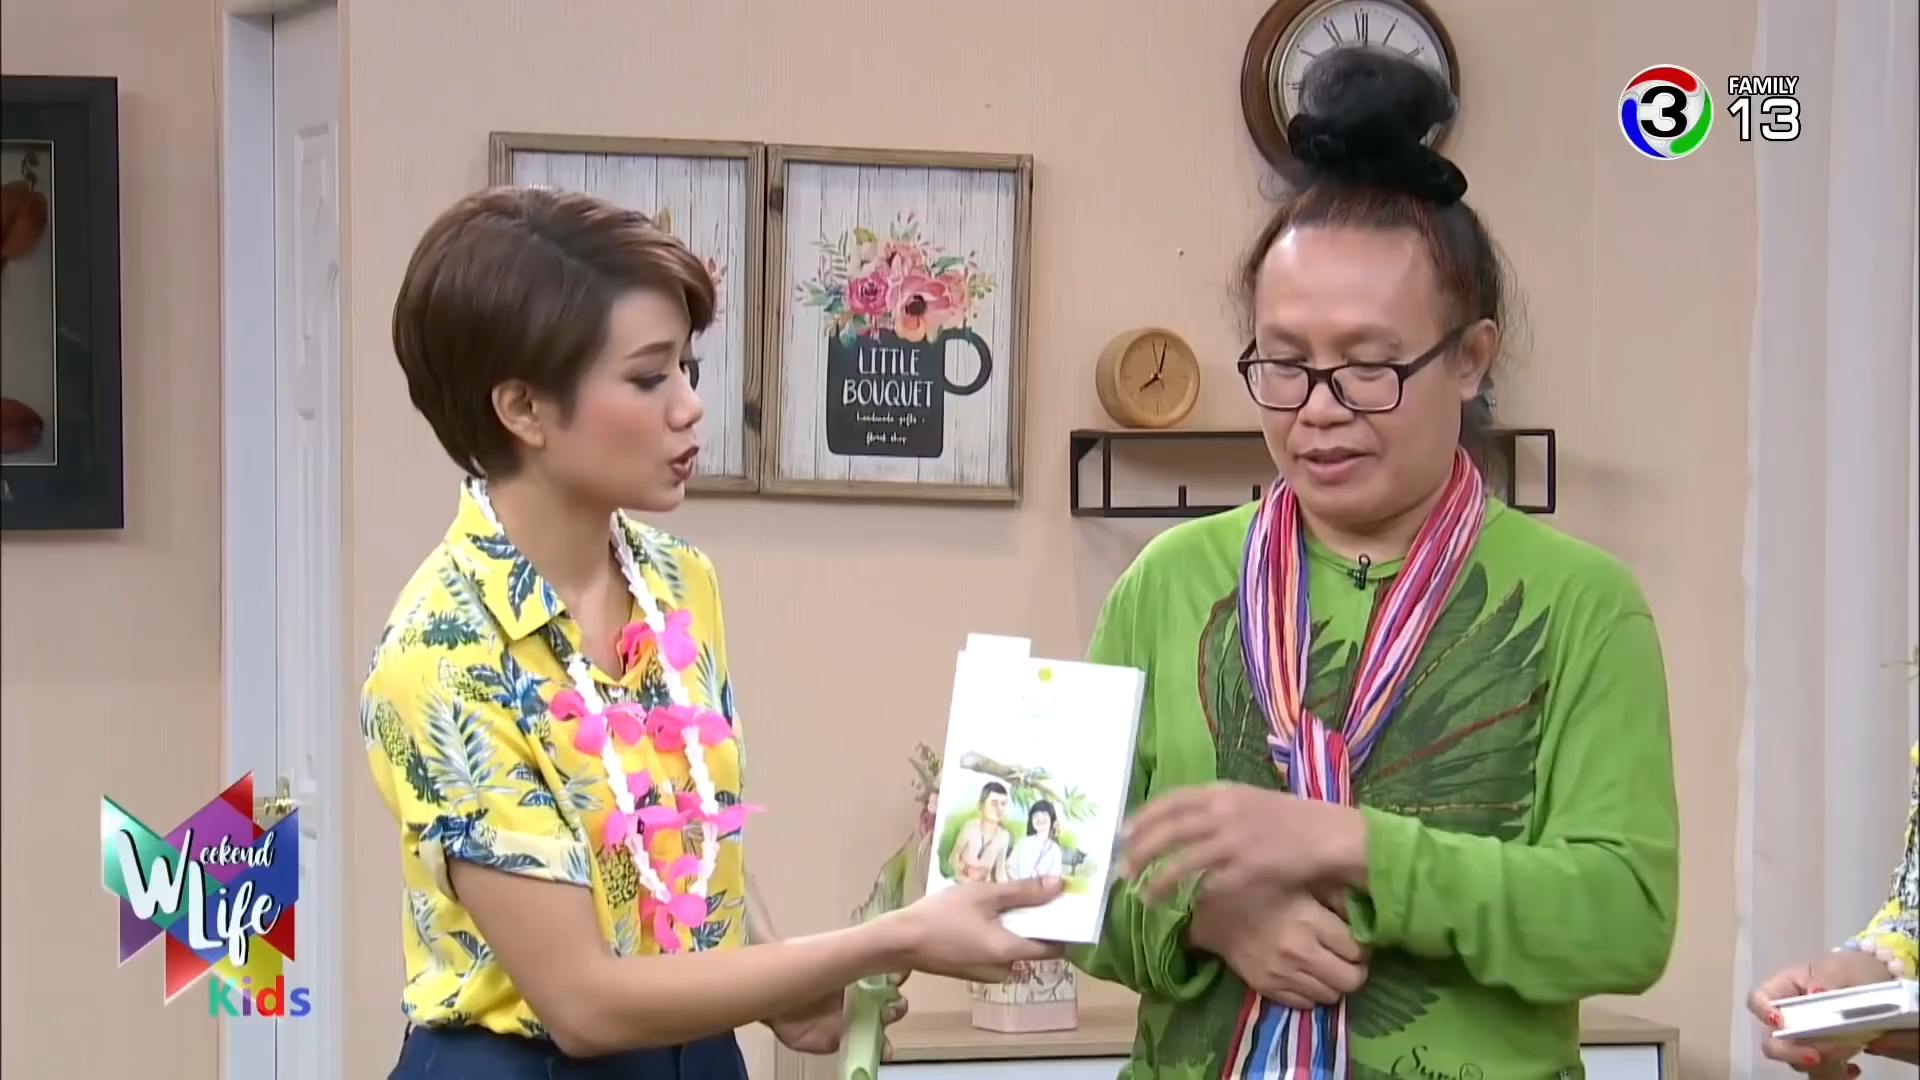 FAMILY
3 13
LITTLE
BOUQUET
handmade gifts +
floral shop
Weekend
Life
Kids